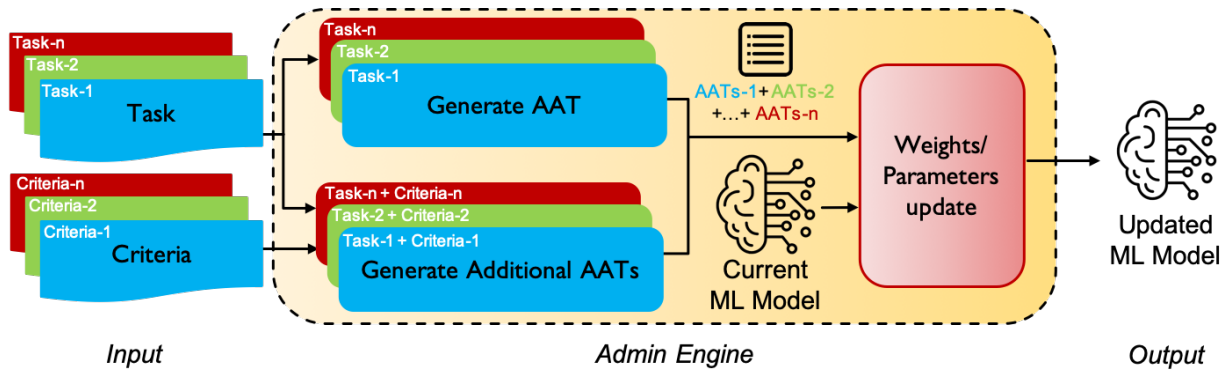 Task-n
Task-2
Task-1
Task
Criteria-n
Criteria-2
Criteria-1
Criteria
Input
Task-n
Task-2
Task-1
Generate AAT
Task-n + Criteria-n
Task-2 + Criteria-2
Task-1 + Criteria-1
Generate Additional AATs
AATs-1+AATs-2
+...+ AATs-n
Current
ML Model
Weights/
Parameters
update
Admin Engine
Updated
ML Model
Output